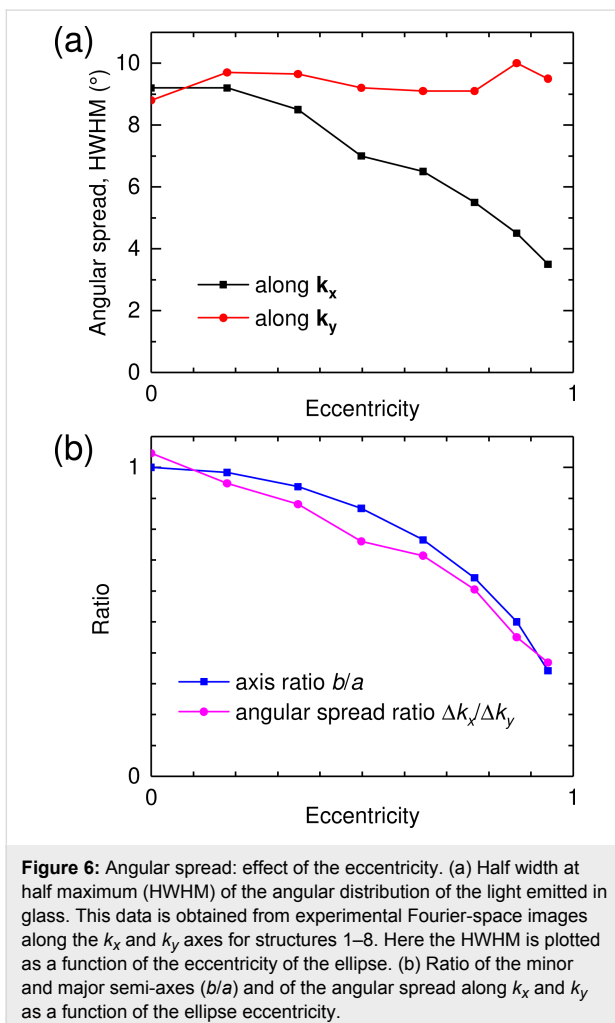 (a)
10
8
6
4
2
0
Angular spread, HWHM (°)
along kx
along ky
0
1
Eccentricity
(b)
1
0
Ratio
axis ratio b/a
angular spread ratio Δkx/Δky
0
1
Eccentricity
Figure 6: Angular spread: effect of the eccentricity. (a) Half width at
half maximum (HWHM) of the angular distribution of the light emitted in
glass. This data is obtained from experimental Fourier-space images
along the kx and ky axes for structures 1–8. Here the HWHM is plotted
as a function of the eccentricity of the ellipse. (b) Ratio of the minor
and major semi-axes (b/a) and of the angular spread along kx and ky
as a function of the ellipse eccentricity.